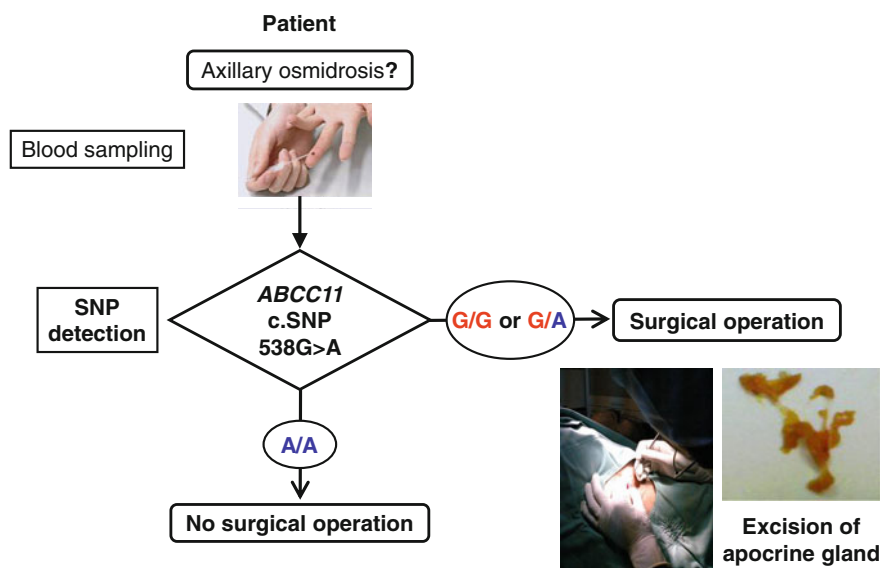 Patient
Axillary osmidrosis?
Blood sampling
SNP
detection
ABCC11
c.SNP
538G>A
G/G or G/A
Surgical operation
A/A
No surgical operation
Excision of
apocrine gland